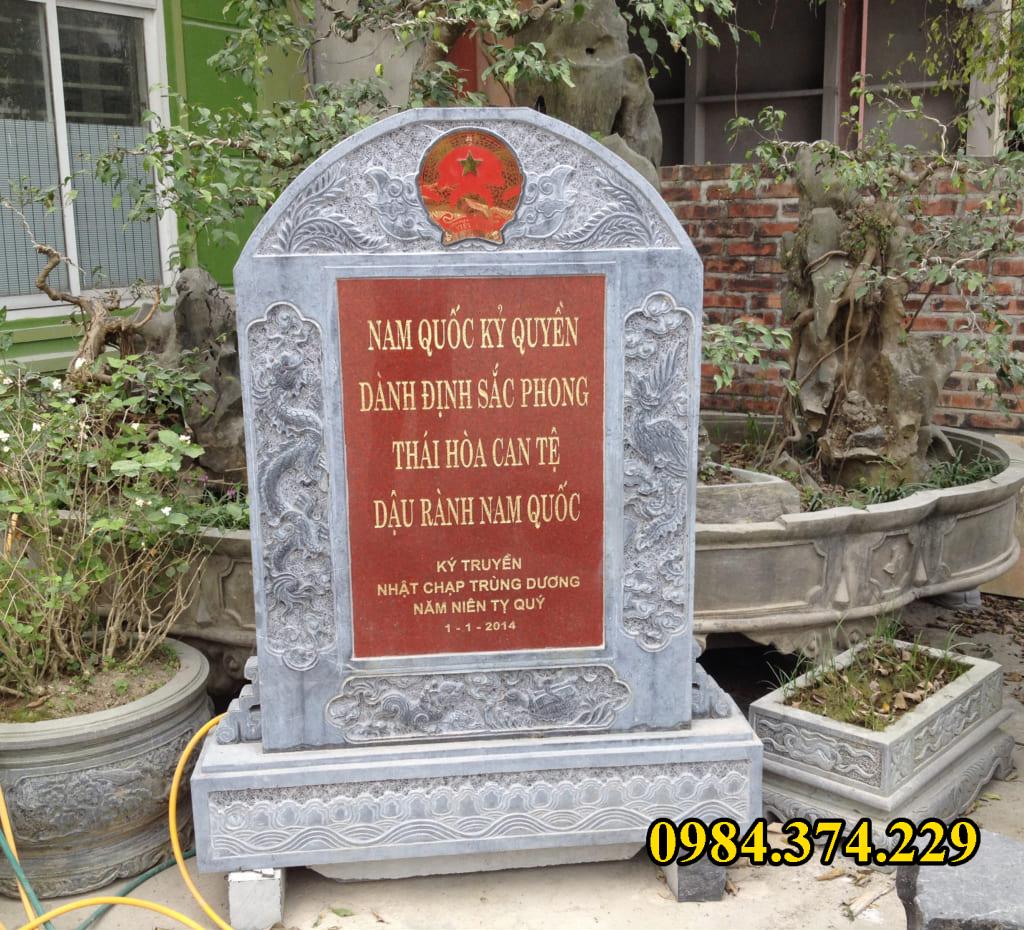 NAM QUỐC KỶ QUYỀN
DÀNH ĐỊNH SẮC PHONG
THÁI HÒA CAN TỆ
DẬU RÀNH NAM QUỐC
KÝ TRUYỀN
NHẬT CHẠP TRÙNG DƯƠNG
NĂM NIÊN TỴ QUÝ
1 - 1 - 2014
0984.374.229